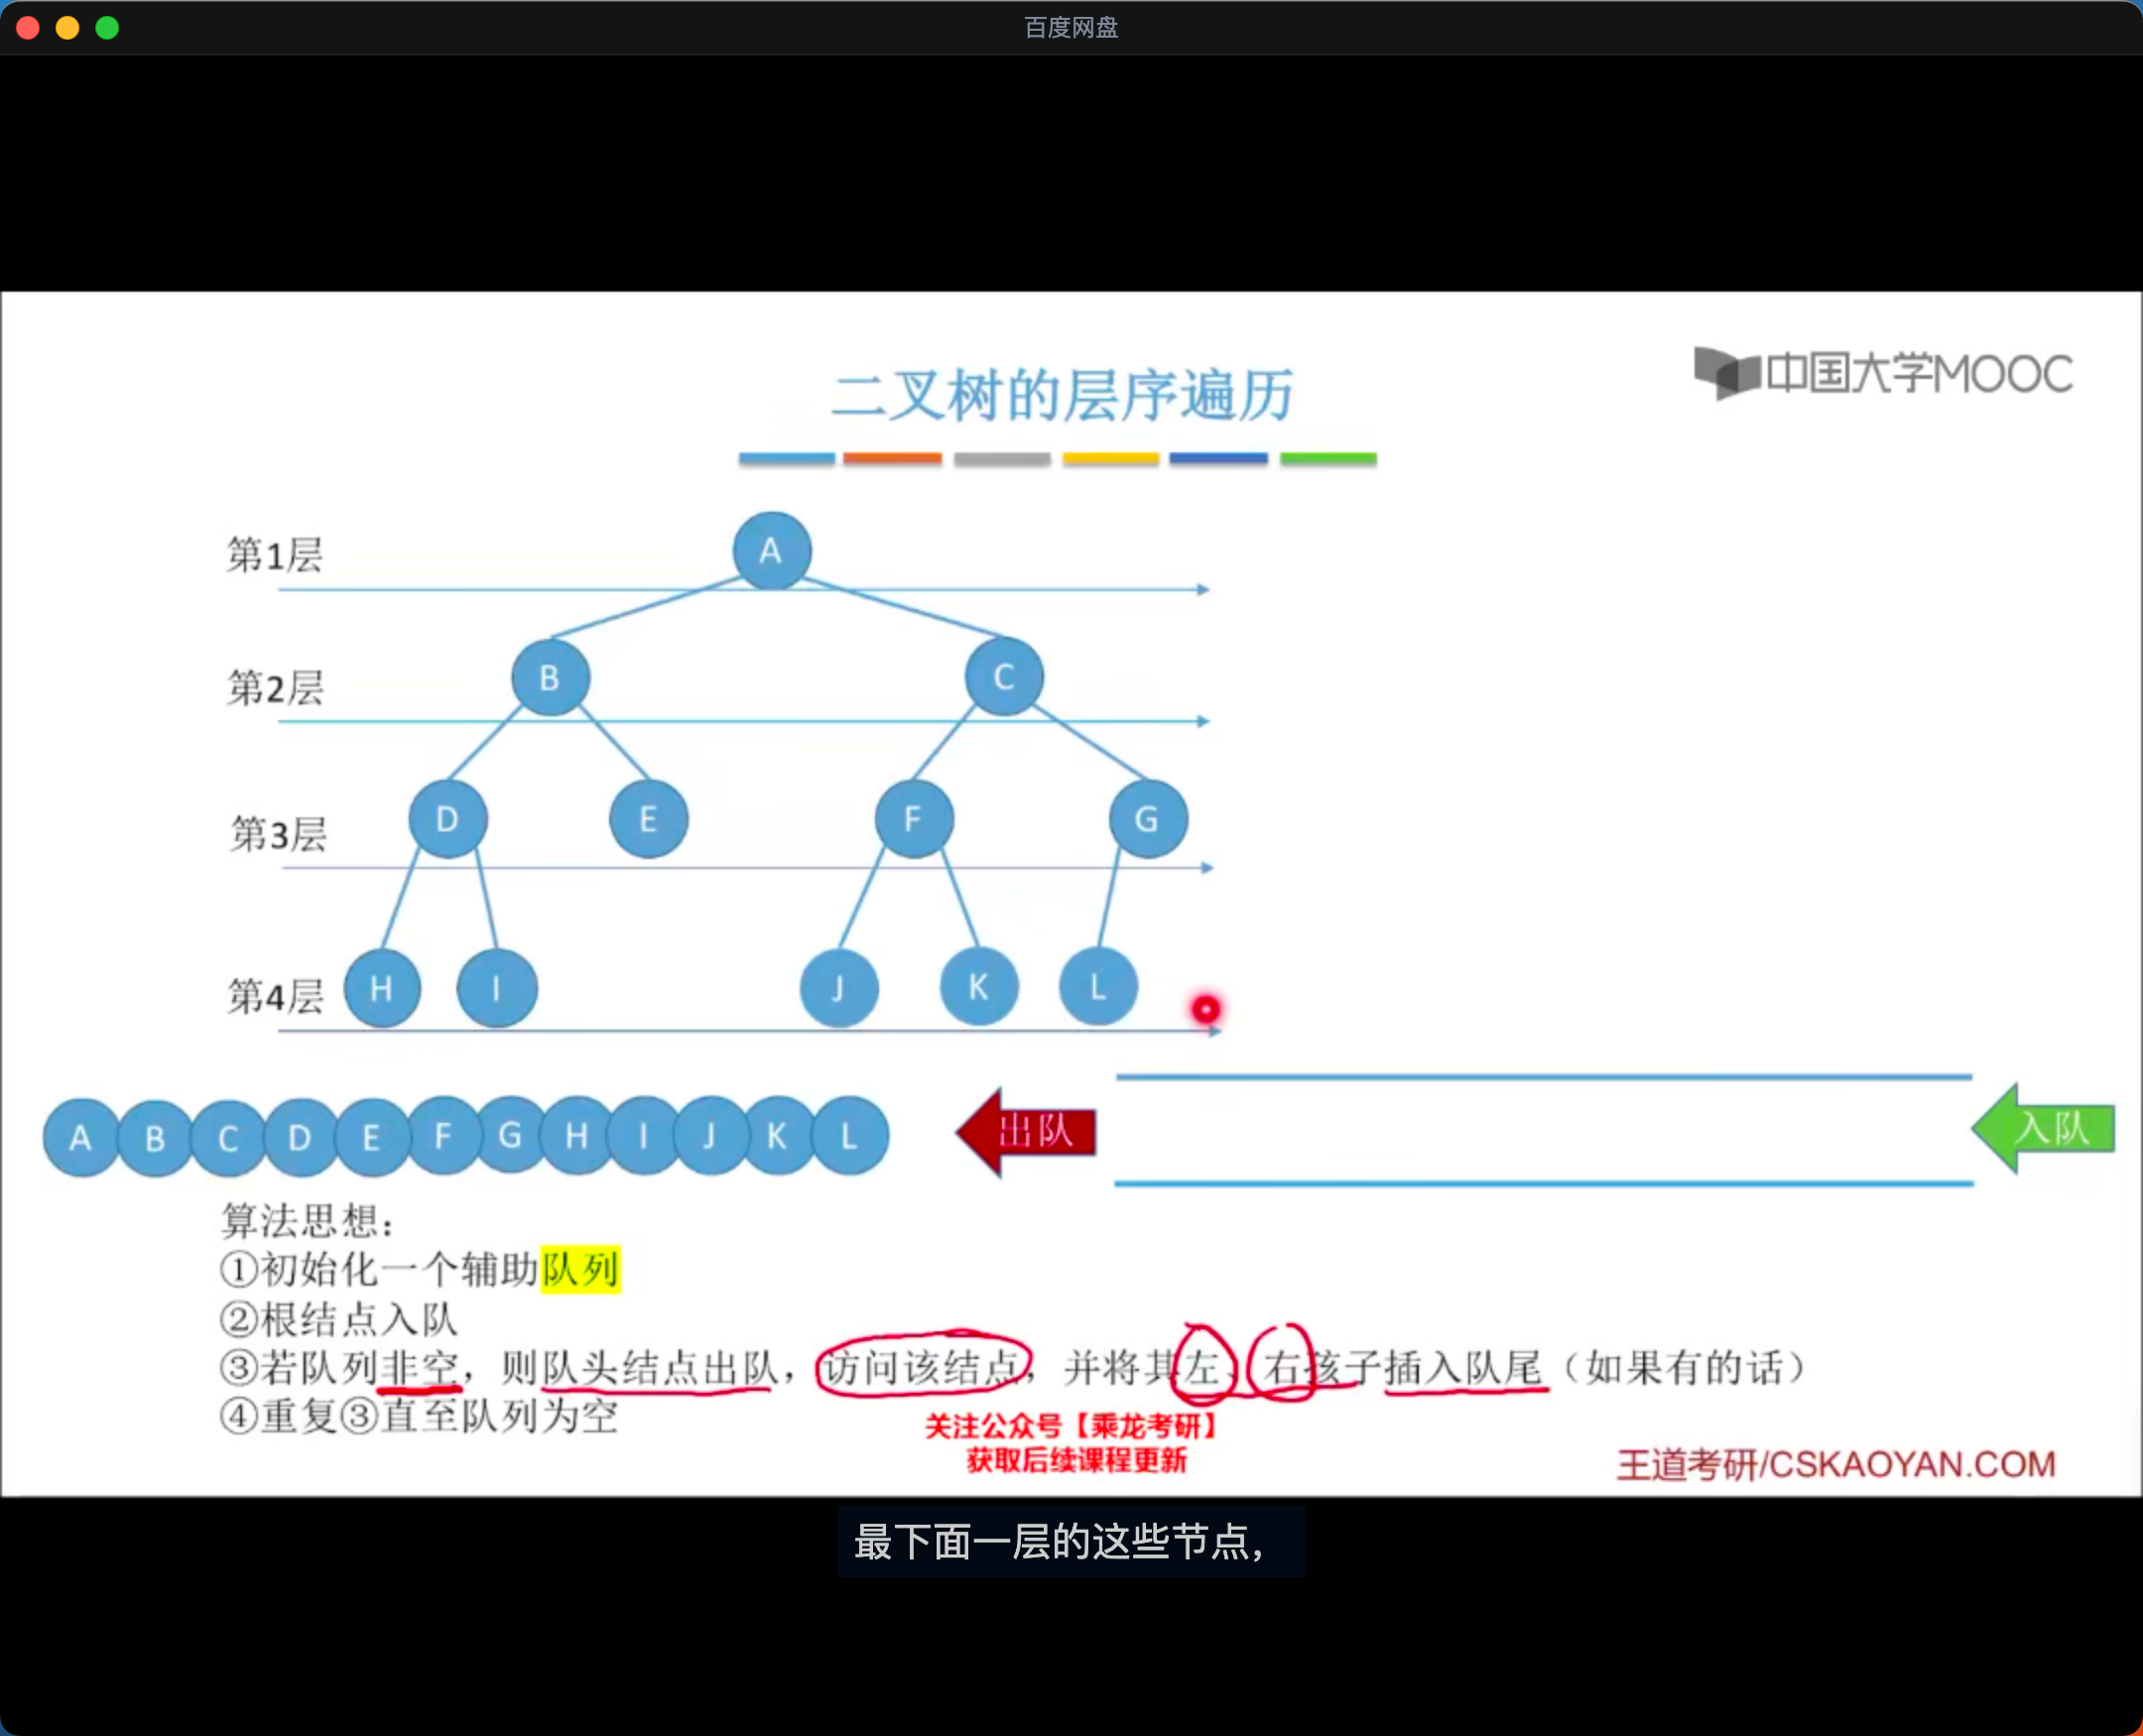 百度网盘
中国大学MOOC
二叉树的层序遍历
第1层
A
第2层
B C
第3层
D E F G
第4层
H I J K L
A B C D E F G H I J K L
出队
入队
算法思想：
①初始化一个辅助队列
②根结点入队
③若队列非空，则队头结点出队，访问该结点，并将其左、右孩子插入队尾（如果有的话）
④重复③直至队列为空
关注公众号【乘龙考研】
获取后续课程更新
王道考研/CSKAOYAN.COM
最下面一层的这些节点，